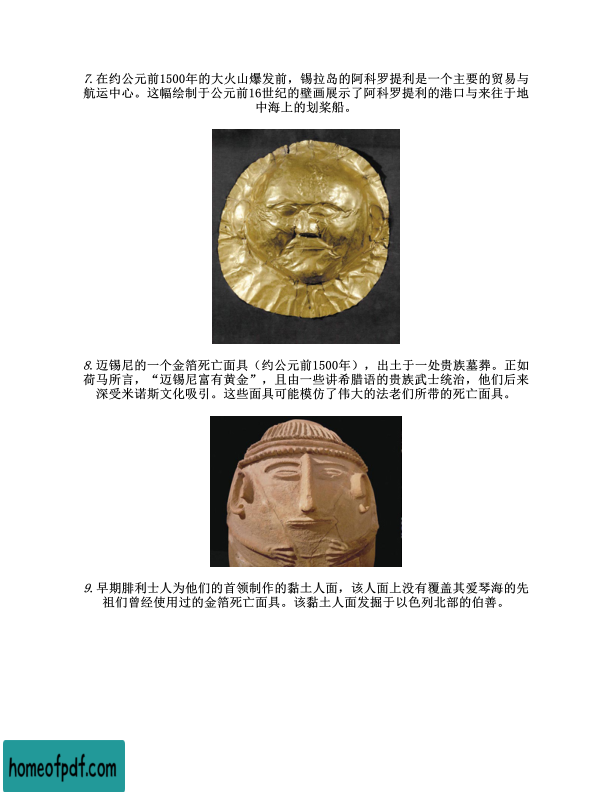 7. 在约公元前1500年的大火山爆发前，锡拉岛的阿科罗提利是一个主要的贸易与
航运中心。这幅绘制于公元前16世纪的壁画展示了阿科罗提利的港口与来往于地
中海上的划桨船。
8. 迈锡尼的一个金箔死亡面具（约公元前1500年），出土于一处贵族墓葬。正如
荷马所言，“迈锡尼富有黄金”，且由一些讲希腊语的贵族武士统治，他们后来
深受米诺斯文化吸引。这些面具可能模仿了伟大的法老们所带的死亡面具。
9. 早期腓利士人为他们的首领制作的黏土人面，该人面上没有覆盖其爱琴海的先
祖们曾经使用过的金箔死亡面具。该黏土人面发掘于以色列北部的伯善。
homeofpdf.com